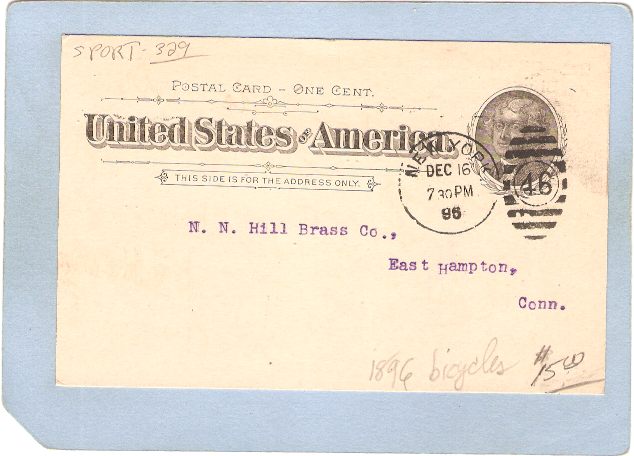 SPORT - 329
POSTAL CARD - ONE CENT.
United States of America.
THIS SIDE IS FOR THE ADDRESS ONLY.
NEW YORK
DEC 16
7 30 PM
96
46
N. N. Hill Brass Co.,
East Hampton,
Conn.
1896 bicycles $15.00